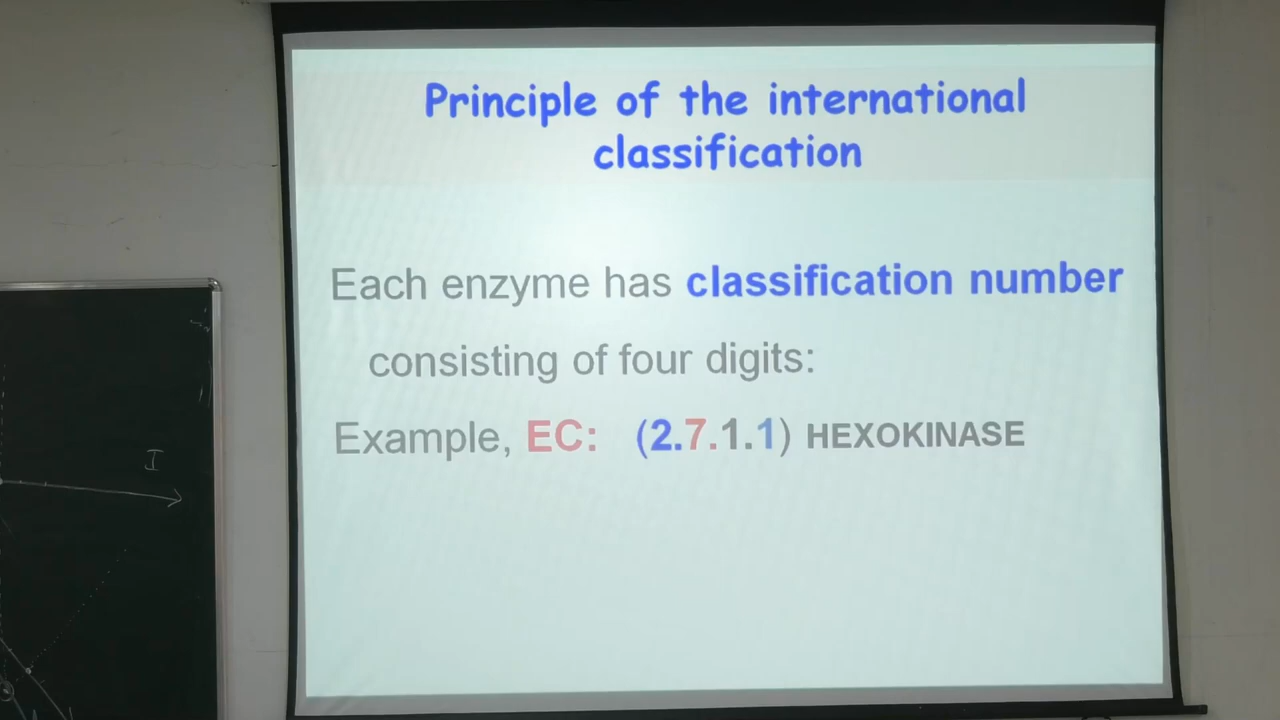 Principle of the international
classification
Each enzyme has classification number
consisting of four digits:
Example, EC: (2.7.1.1) HEXOKINASE
I